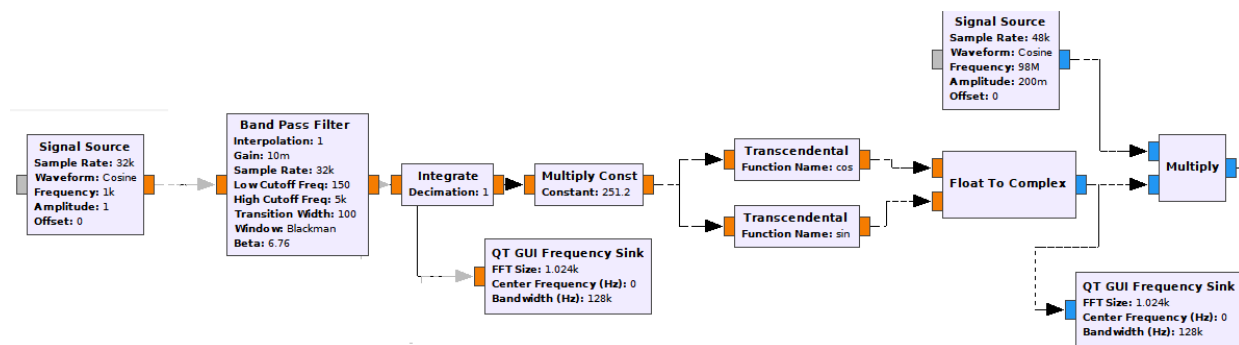 Signal Source
Sample Rate: 32k
Waveform: Cosine
Frequency: 1k
Amplitude: 1
Offset: 0
Band Pass Filter
Interpolation: 1
Gain: 10m
Sample Rate: 32k
Low Cutoff Freq: 150
High Cutoff Freq: 5k
Transition Width: 100
Window: Blackman
Beta: 6.76
Integrate
Decimation: 1
Multiply Const
Constant: 251.2
QT GUI Frequency Sink
FFT Size: 1.024k
Center Frequency (Hz): 0
Bandwidth (Hz): 128k
Transcendental
Function Name: cos
Transcendental
Function Name: sin
Float To Complex
Signal Source
Sample Rate: 48k
Waveform: Cosine
Frequency: 98M
Amplitude: 200m
Offset: 0
Multiply
QT GUI Frequency Sink
FFT Size: 1.024k
Center Frequency (Hz): 0
Bandwidth (Hz): 128k